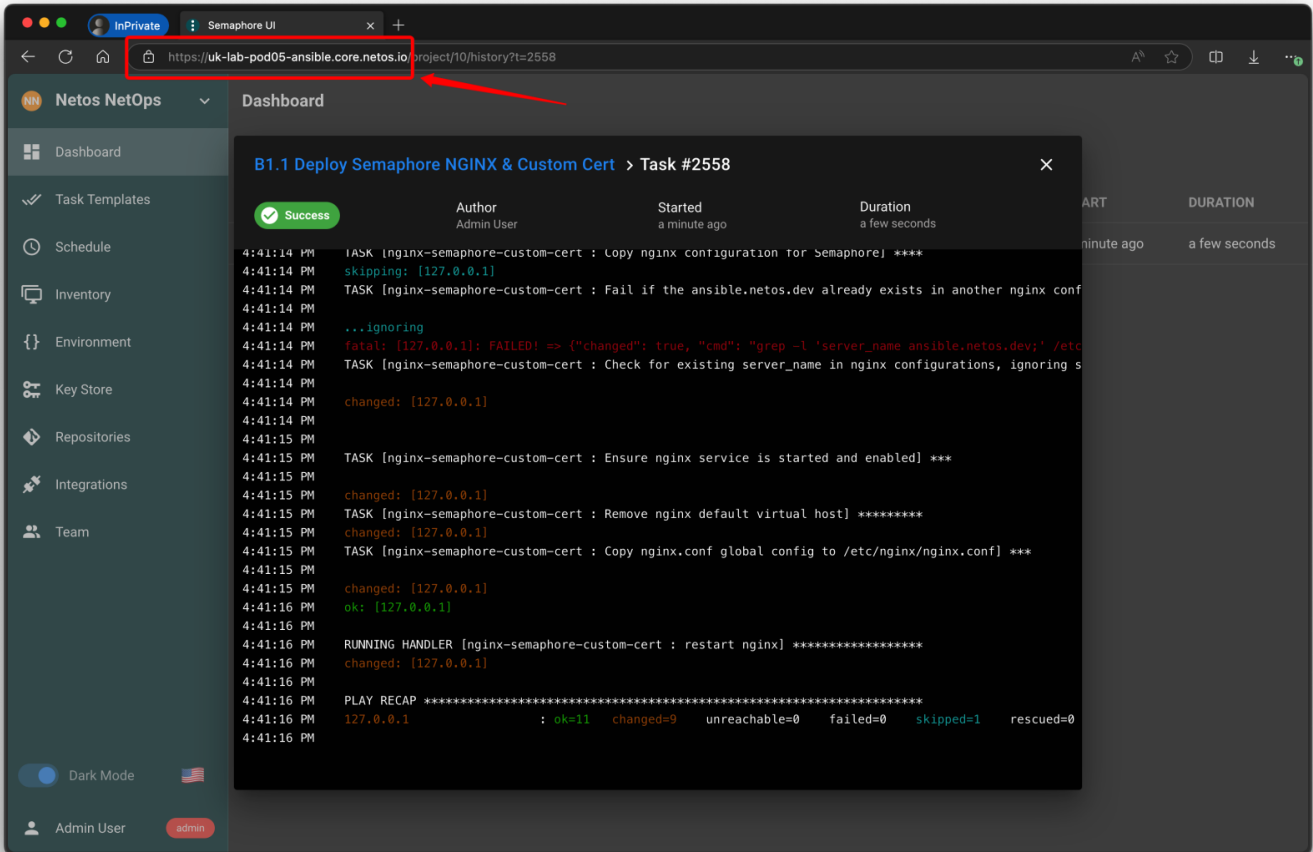 InPrivate
Semaphore UI
https://uk-lab-pod05-ansible.core.netos.io/project/10/history?t=2558
NN Netos NetOps
Dashboard
Dashboard
Task Templates
Schedule
Inventory
Environment
Key Store
Repositories
Integrations
Team
Dark Mode
Admin User admin
B1.1 Deploy Semaphore NGINX & Custom Cert > Task #2558
Success
Author
Admin User
Started
a minute ago
Duration
a few seconds
ART DURATION
minute ago a few seconds
4:41:14 PM TASK [nginx-semaphore-custom-cert : Copy nginx configuration for Semaphore] ****
4:41:14 PM skipping: [127.0.0.1]
4:41:14 PM TASK [nginx-semaphore-custom-cert : Fail if the ansible.netos.dev already exists in another nginx conf
4:41:14 PM
4:41:14 PM ...ignoring
4:41:14 PM fatal: [127.0.0.1]: FAILED! => {"changed": true, "cmd": "grep -l 'server_name ansible.netos.dev;' /etc
4:41:14 PM TASK [nginx-semaphore-custom-cert : Check for existing server_name in nginx configurations, ignoring s
4:41:14 PM
4:41:14 PM changed: [127.0.0.1]
4:41:14 PM
4:41:15 PM
4:41:15 PM TASK [nginx-semaphore-custom-cert : Ensure nginx service is started and enabled] ***
4:41:15 PM
4:41:15 PM changed: [127.0.0.1]
4:41:15 PM TASK [nginx-semaphore-custom-cert : Remove nginx default virtual host] *********
4:41:15 PM changed: [127.0.0.1]
4:41:15 PM TASK [nginx-semaphore-custom-cert : Copy nginx.conf global config to /etc/nginx/nginx.conf] ***
4:41:15 PM
4:41:15 PM changed: [127.0.0.1]
4:41:16 PM ok: [127.0.0.1]
4:41:16 PM
4:41:16 PM RUNNING HANDLER [nginx-semaphore-custom-cert : restart nginx] ******************
4:41:16 PM changed: [127.0.0.1]
4:41:16 PM
4:41:16 PM PLAY RECAP *********************************************************************
4:41:16 PM 127.0.0.1 : ok=11 changed=9 unreachable=0 failed=0 skipped=1 rescued=0
4:41:16 PM